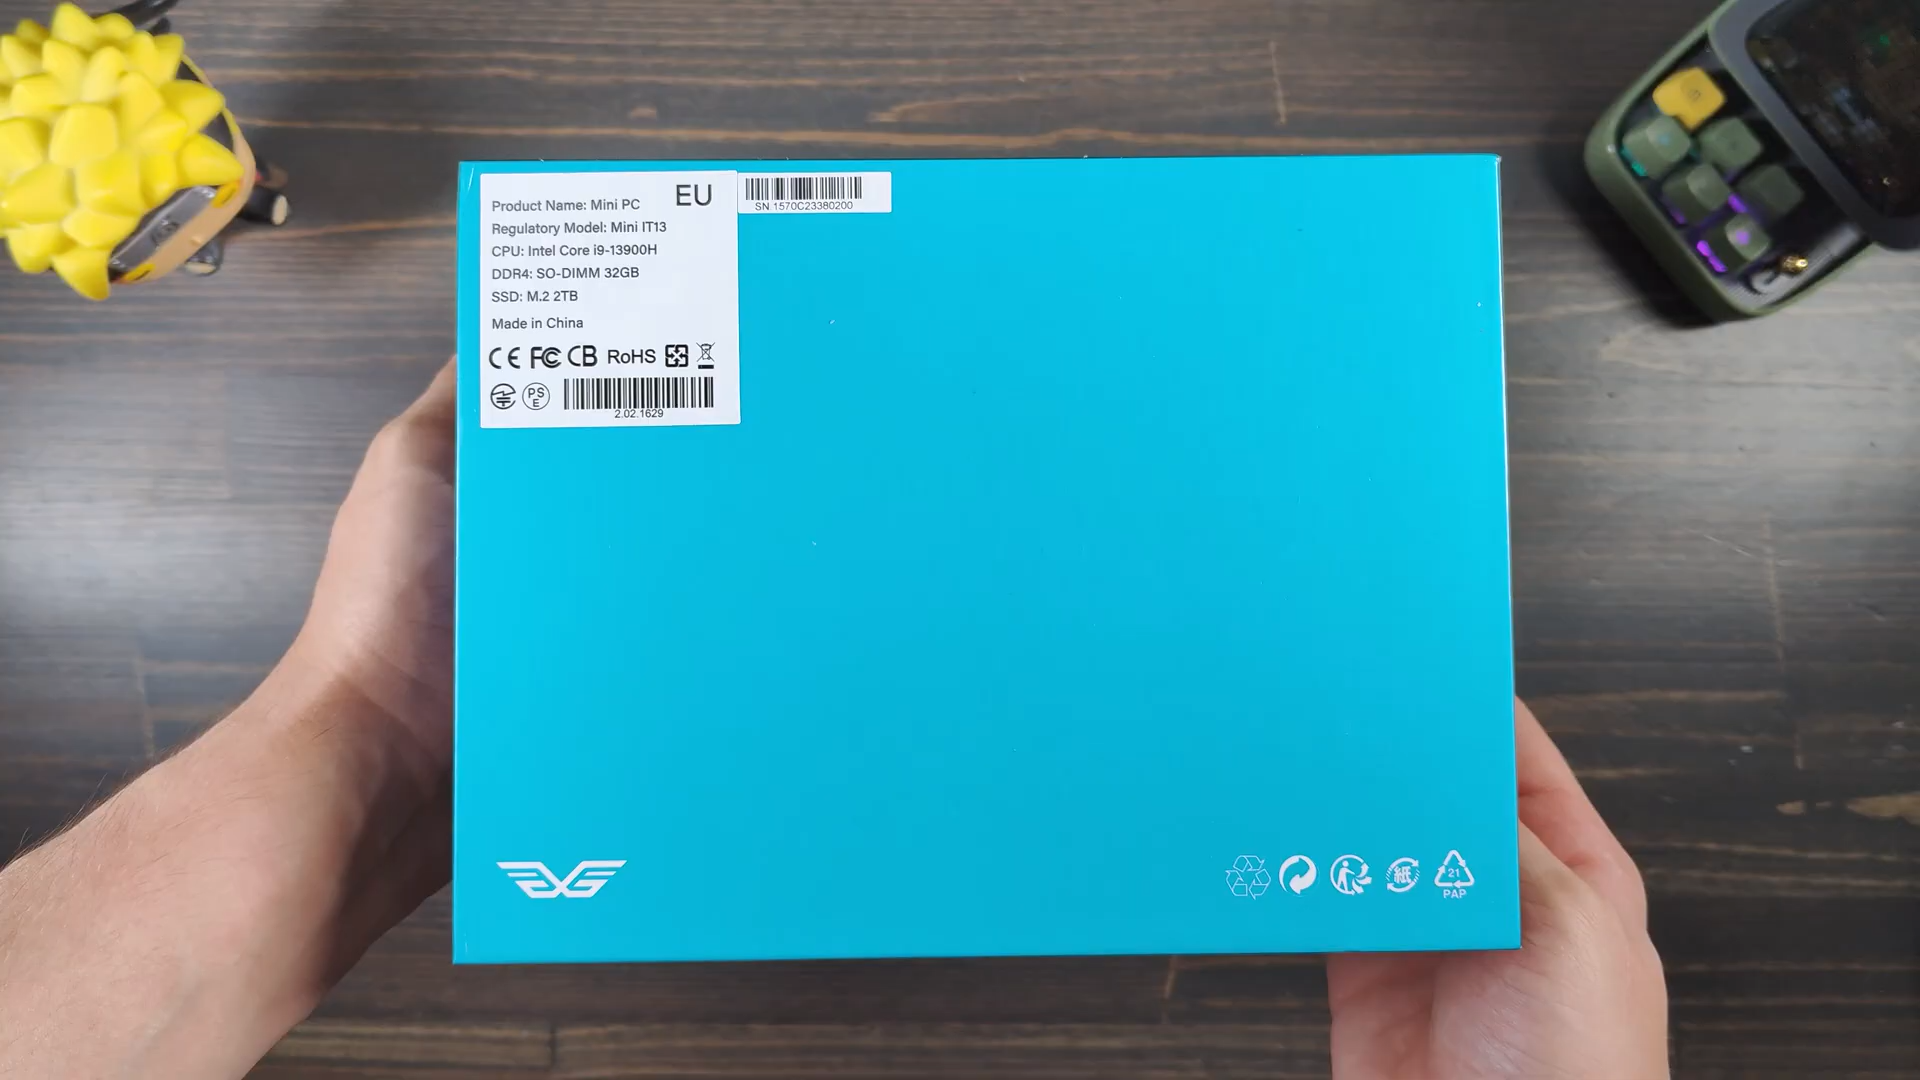 Product Name: Mini PC
EU
Regulatory Model: Mini IT13
CPU: Intel Core i9-13900H
DDR4: SO-DIMM 32GB
SSD: M.2 2TB
Made in China
CE FC CB RoHS
PS E
2.02.1629
SN 1570C23380200
紙
21
PAP